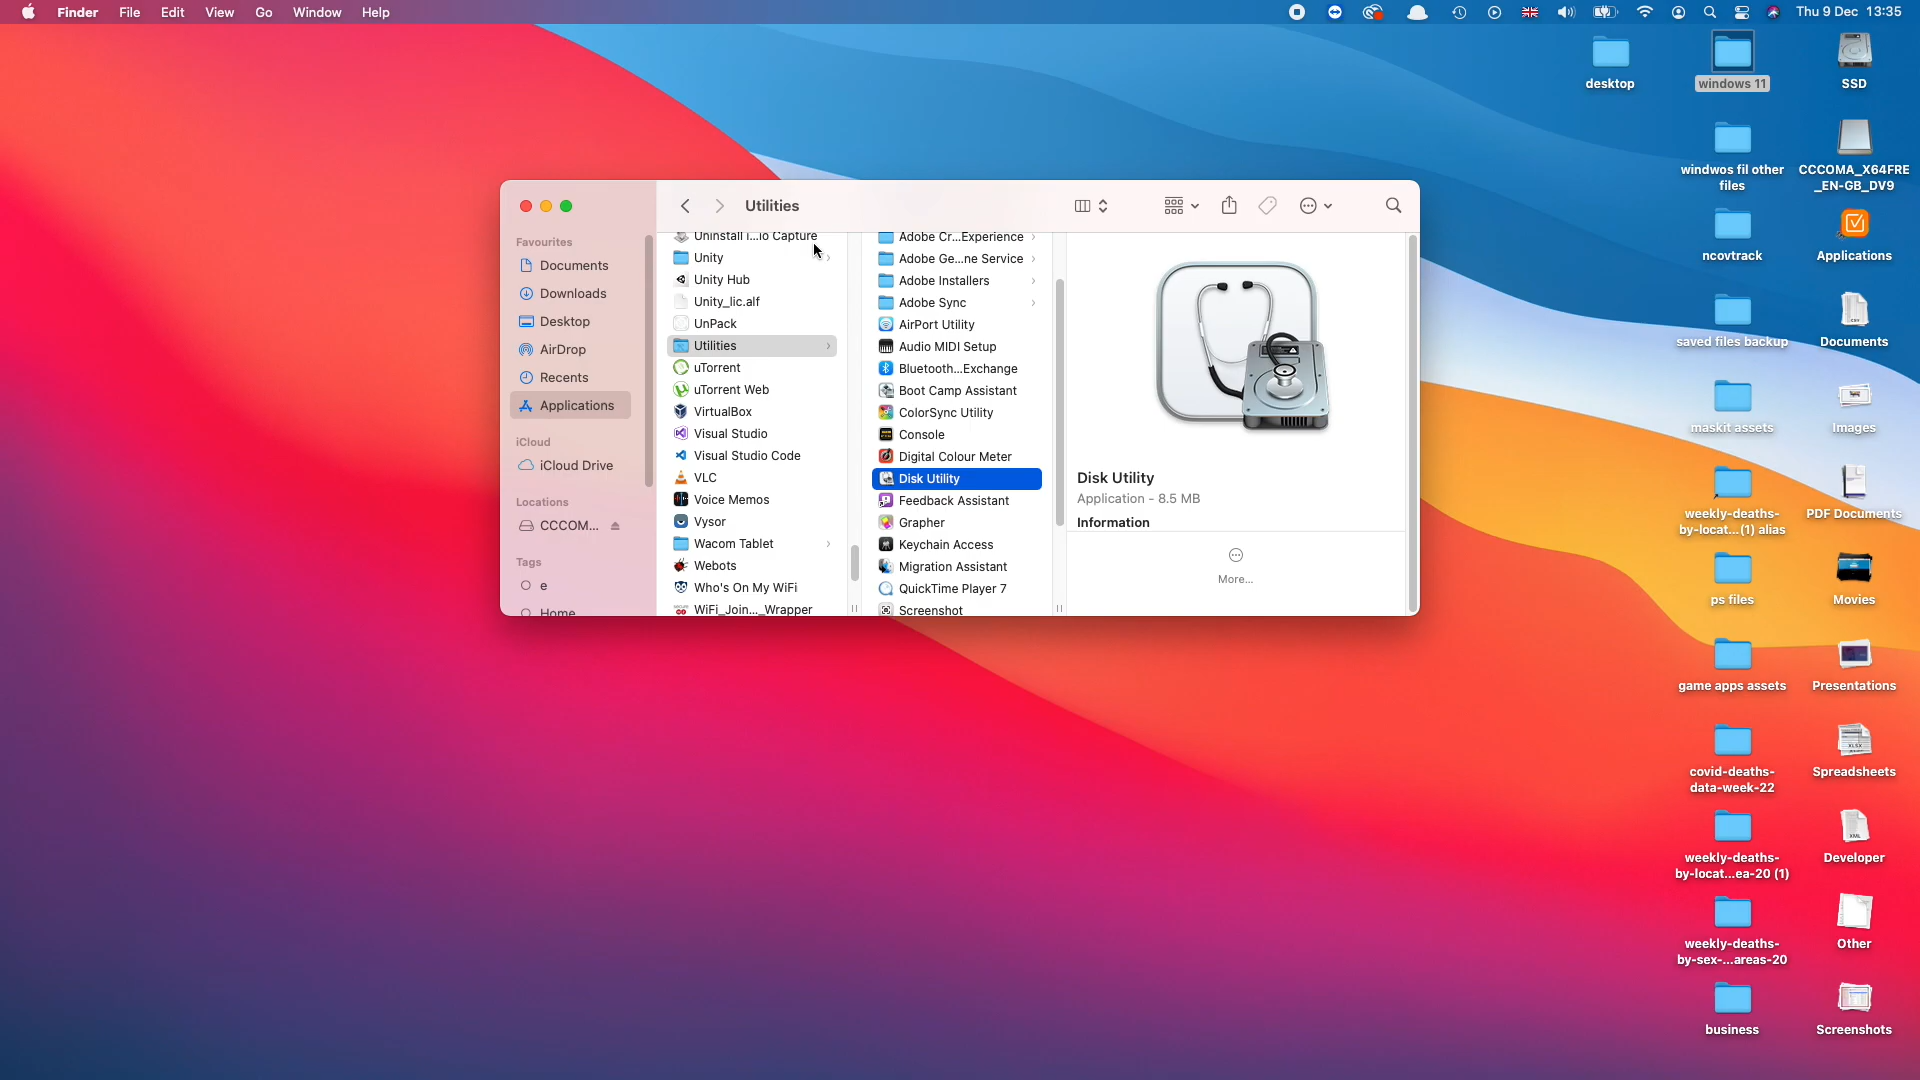 Finder File Edit View Go Window Help
Thu 9 Dec 13:35
desktop
windows 11
SSD
windwos fil other
files
CCCOMA_X64FRE
_EN-GB_DV9
ncovtrack
Applications
saved files backup
Documents
maskit assets
Images
weekly-deaths-
by-locat...(1) alias
PDF Documents
ps files
Movies
game apps assets
Presentations
covid-deaths-
data-week-22
Spreadsheets
weekly-deaths-
by-locat...ea-20 (1)
Developer
weekly-deaths-
by-sex-...areas-20
Other
business
Screenshots
Utilities
Favourites
Documents
Downloads
Desktop
AirDrop
Recents
Applications
iCloud
iCloud Drive
Locations
CCCOM...
Tags
e
Home
Uninstall i...io Capture
Unity
Unity Hub
Unity_lic.alf
UnPack
Utilities
uTorrent
uTorrent Web
VirtualBox
Visual Studio
Visual Studio Code
VLC
Voice Memos
Vysor
Wacom Tablet
Webots
Who's On My WiFi
WiFi_Join..._Wrapper
Adobe Cr...Experience
Adobe Ge...ne Service
Adobe Installers
Adobe Sync
AirPort Utility
Audio MIDI Setup
Bluetooth...Exchange
Boot Camp Assistant
ColorSync Utility
Console
Digital Colour Meter
Disk Utility
Feedback Assistant
Grapher
Keychain Access
Migration Assistant
QuickTime Player 7
Screenshot
Disk Utility
Application - 8.5 MB
Information
More...